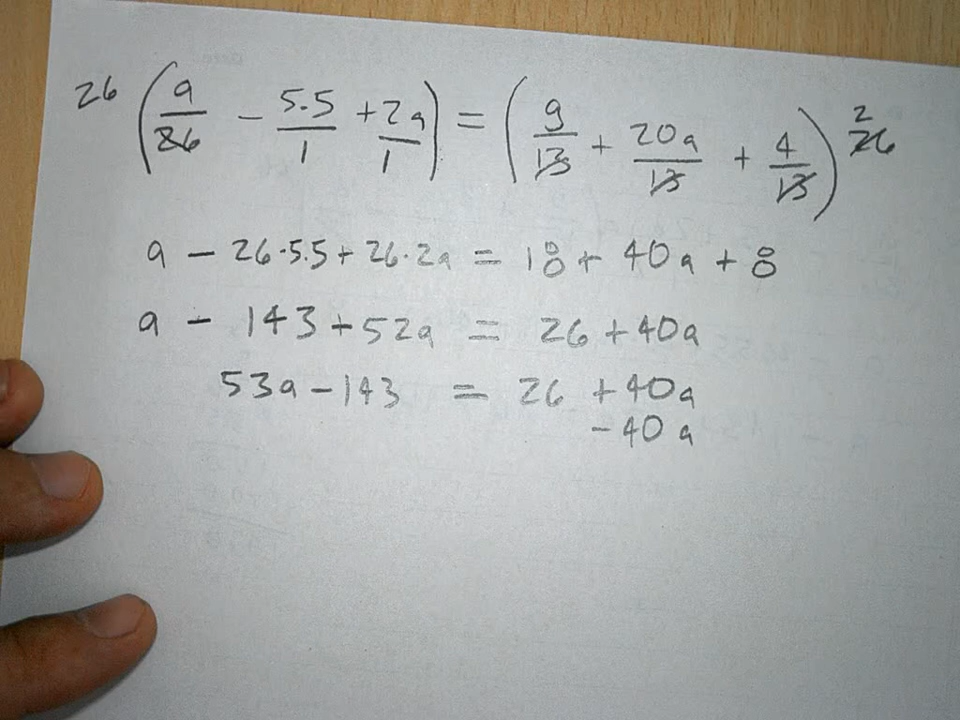 26 (a/26 - 5.5/1 + 2a/1) = (9/13 + 20a/13 + 4/13) 26 2
a - 26·5.5 + 26·2a = 18 + 40a + 8
a - 143 + 52a = 26 + 40a
53a - 143 = 26 + 40a
- 40a